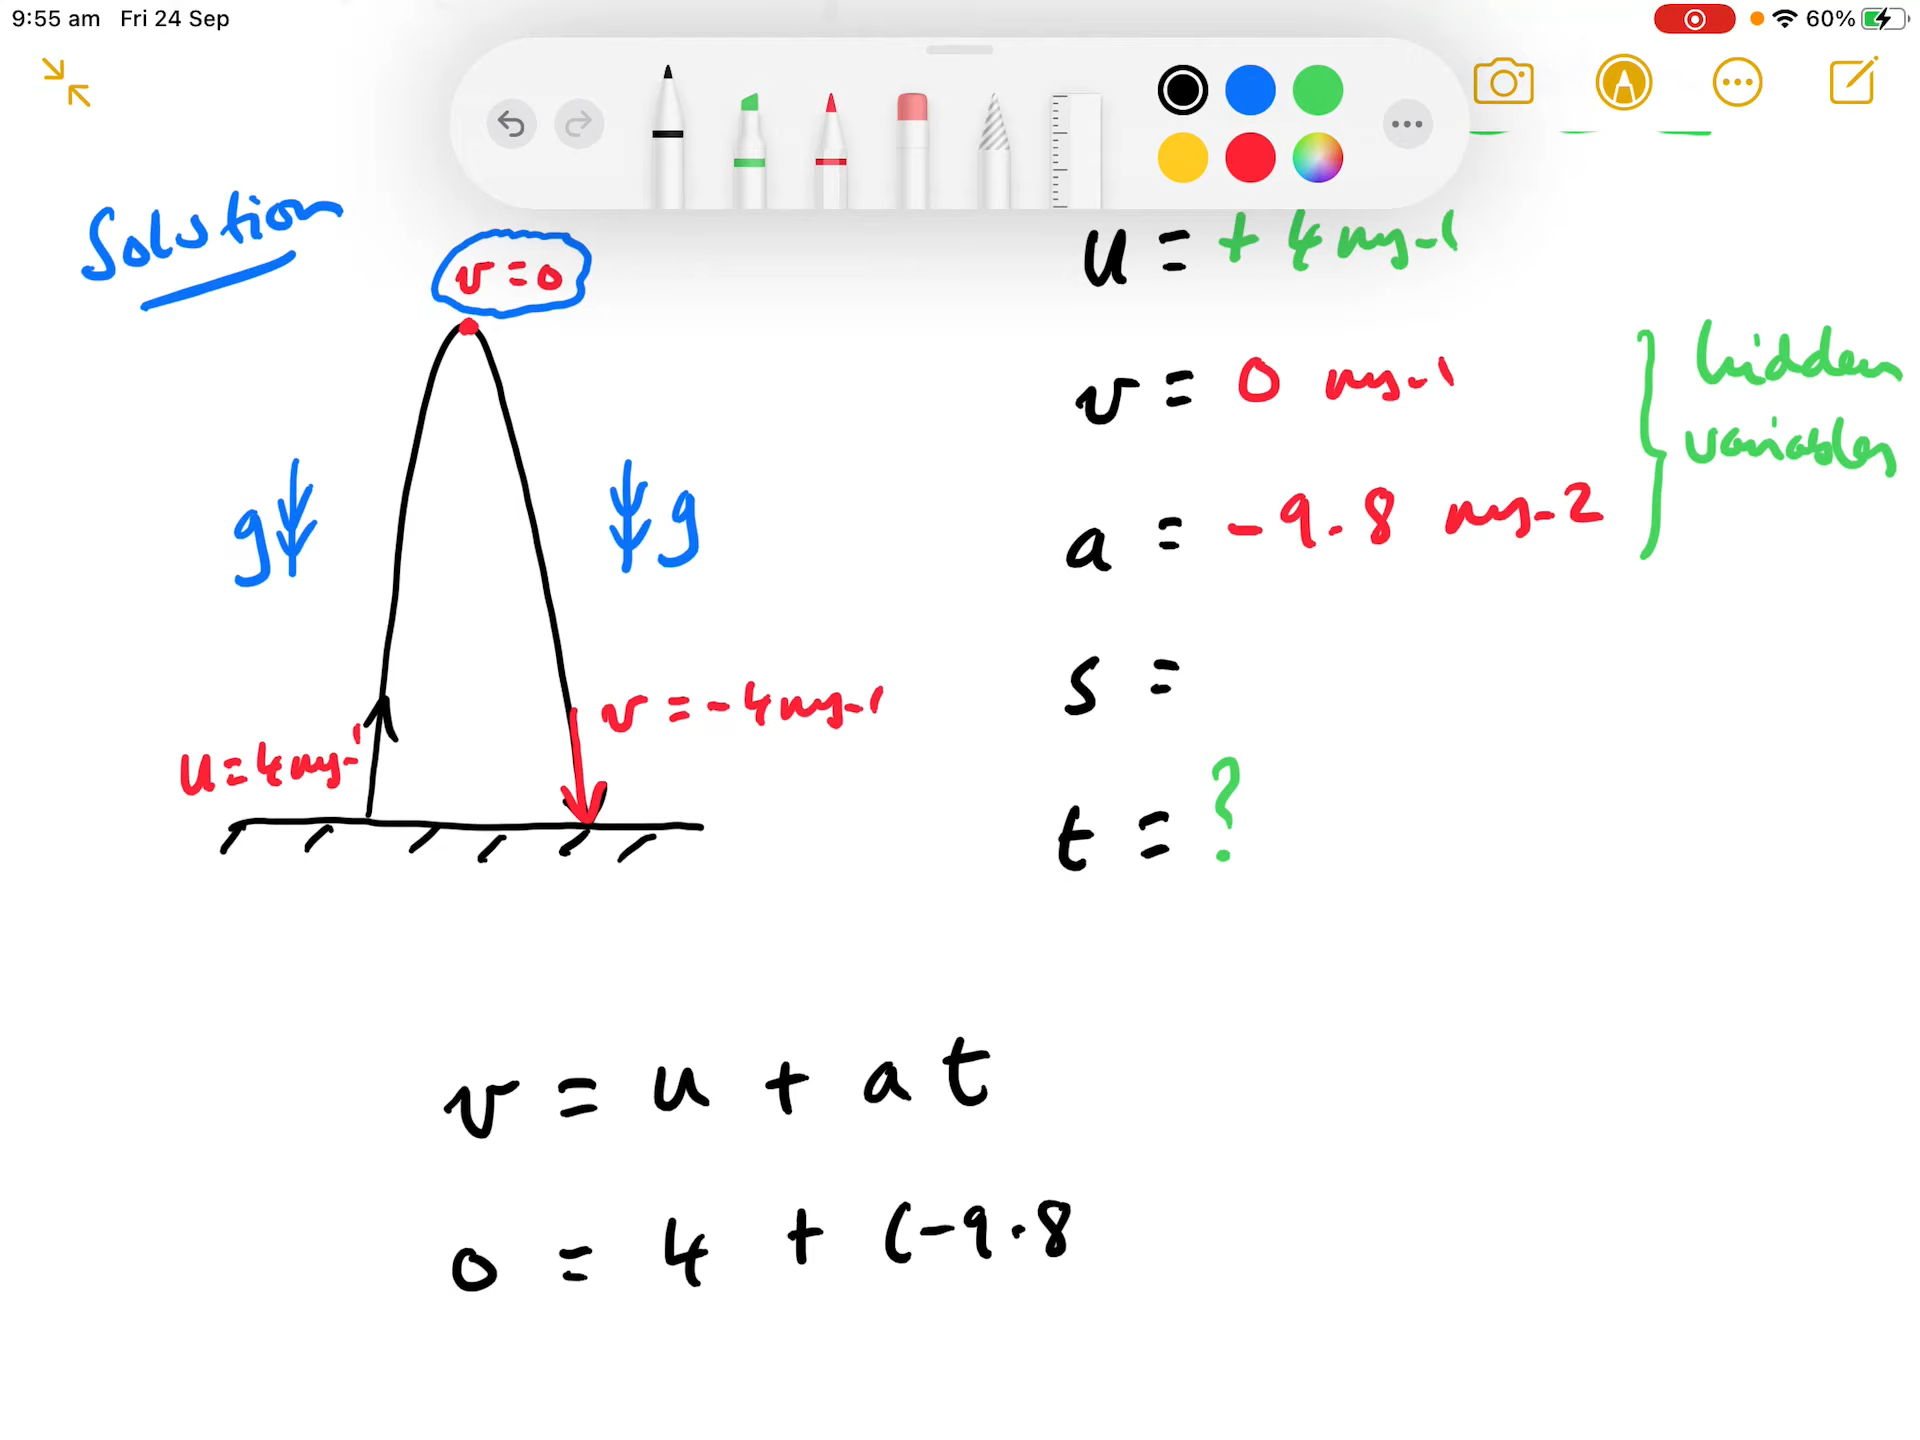 9:55 am Fri 24 Sep
60%
Solution
v = 0
u = + 4 ms-1
v = 0 ms-1
hidden
variables
a = -9.8 ms-2
g
g
s =
v = -4 ms-1
u = 4 ms-1
t = ?
v = u + at
0 = 4 + (-9.8